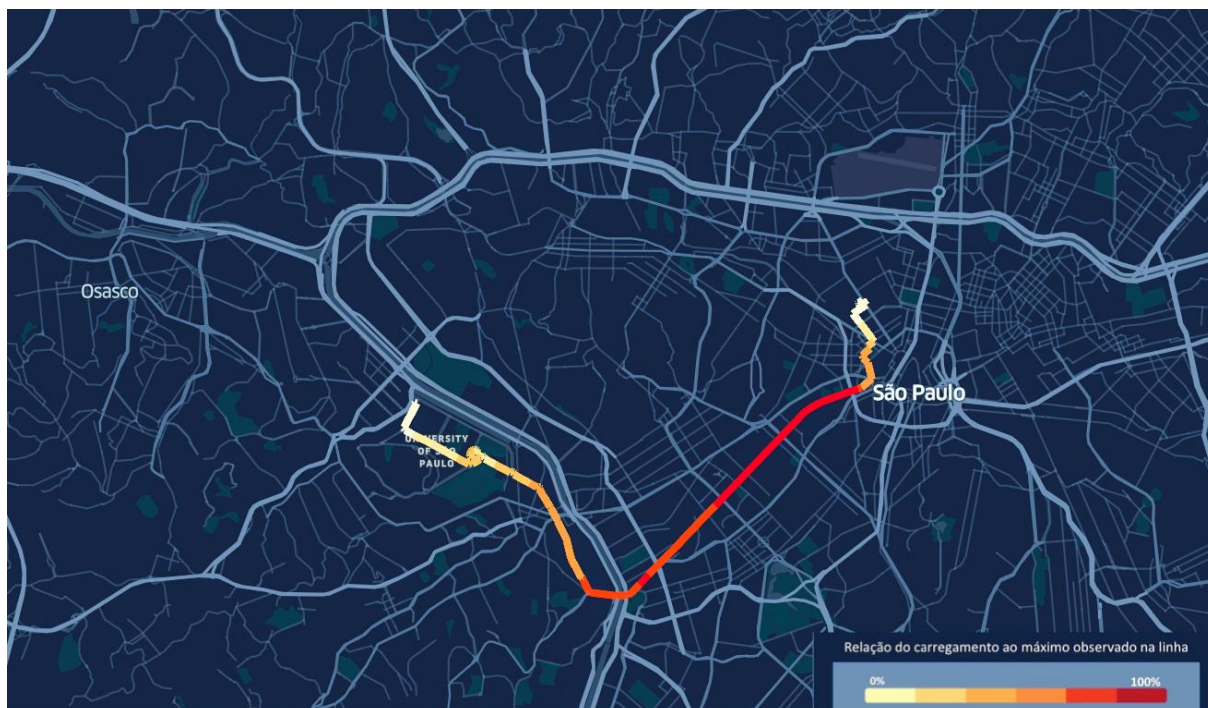 Osasco
São Paulo
UNIVERSITY
OF SÃO
PAULO
Relação do carregamento ao máximo observado na linha
0%
100%